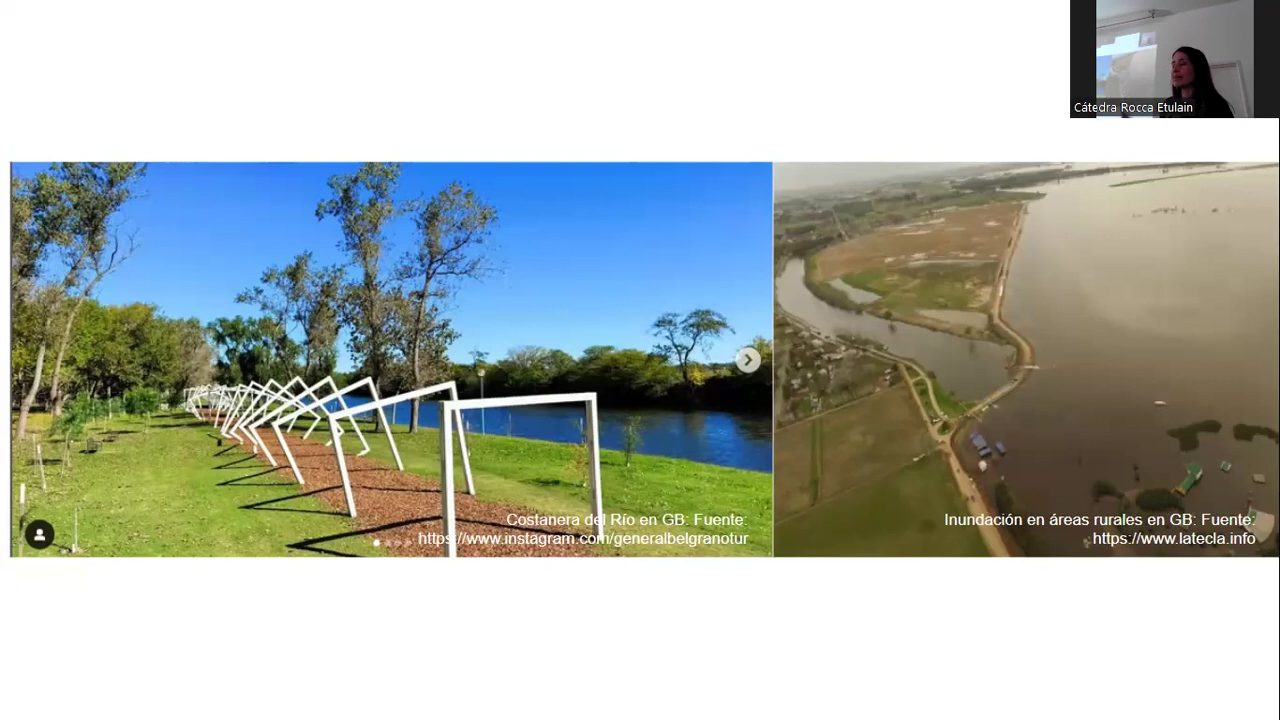 Cátedra Rocca Etulain
Costanera del Río en GB: Fuente:
https://www.instagram.com/generalbelgranotur
Inundación en áreas rurales en GB: Fuente:
https://www.latecla.info